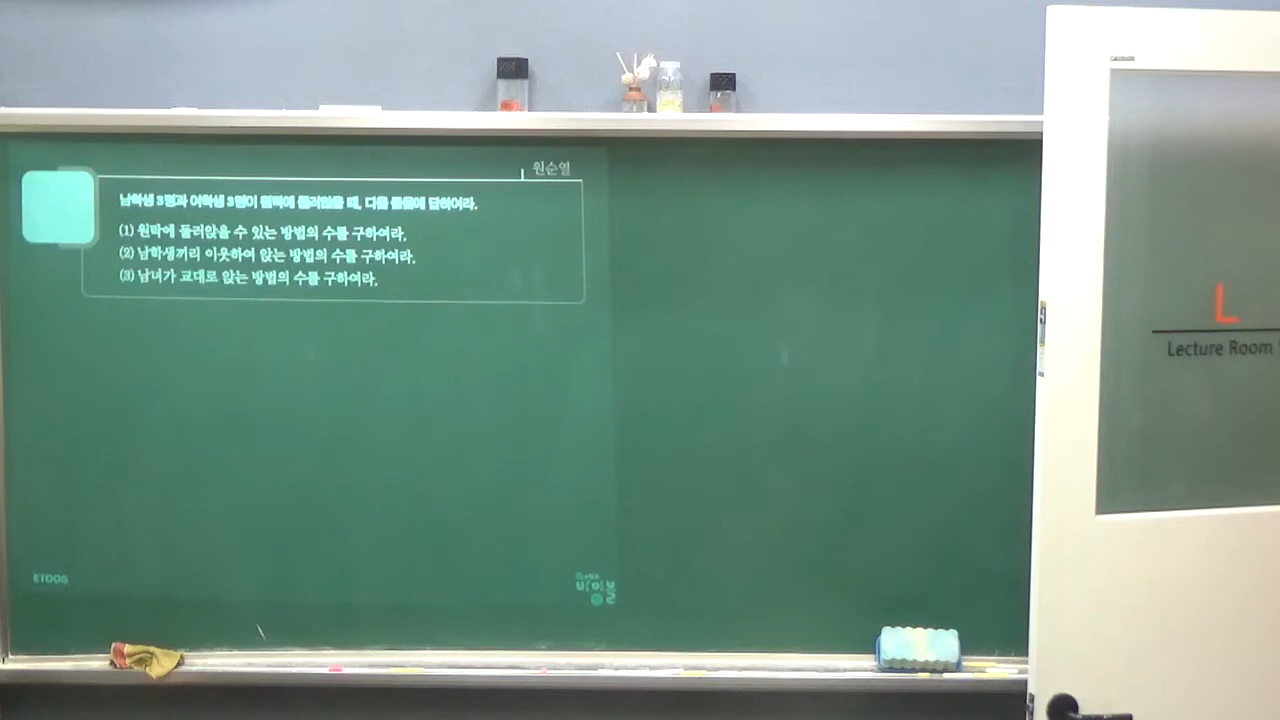 원순열
남학생 3명과 여학생 3명이 원탁에 둘러앉을 때, 다음 물음에 답하여라.
(1) 원탁에 둘러앉을 수 있는 방법의 수를 구하여라.
(2) 남학생끼리 이웃하여 앉는 방법의 수를 구하여라.
(3) 남녀가 교대로 앉는 방법의 수를 구하여라.
L
Lecture Room
ETOOS